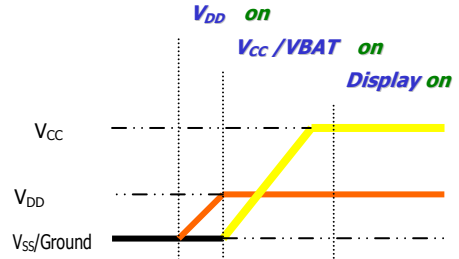 VDD on
VCC /VBAT on
Display on
VCC
VDD
VSS/Ground